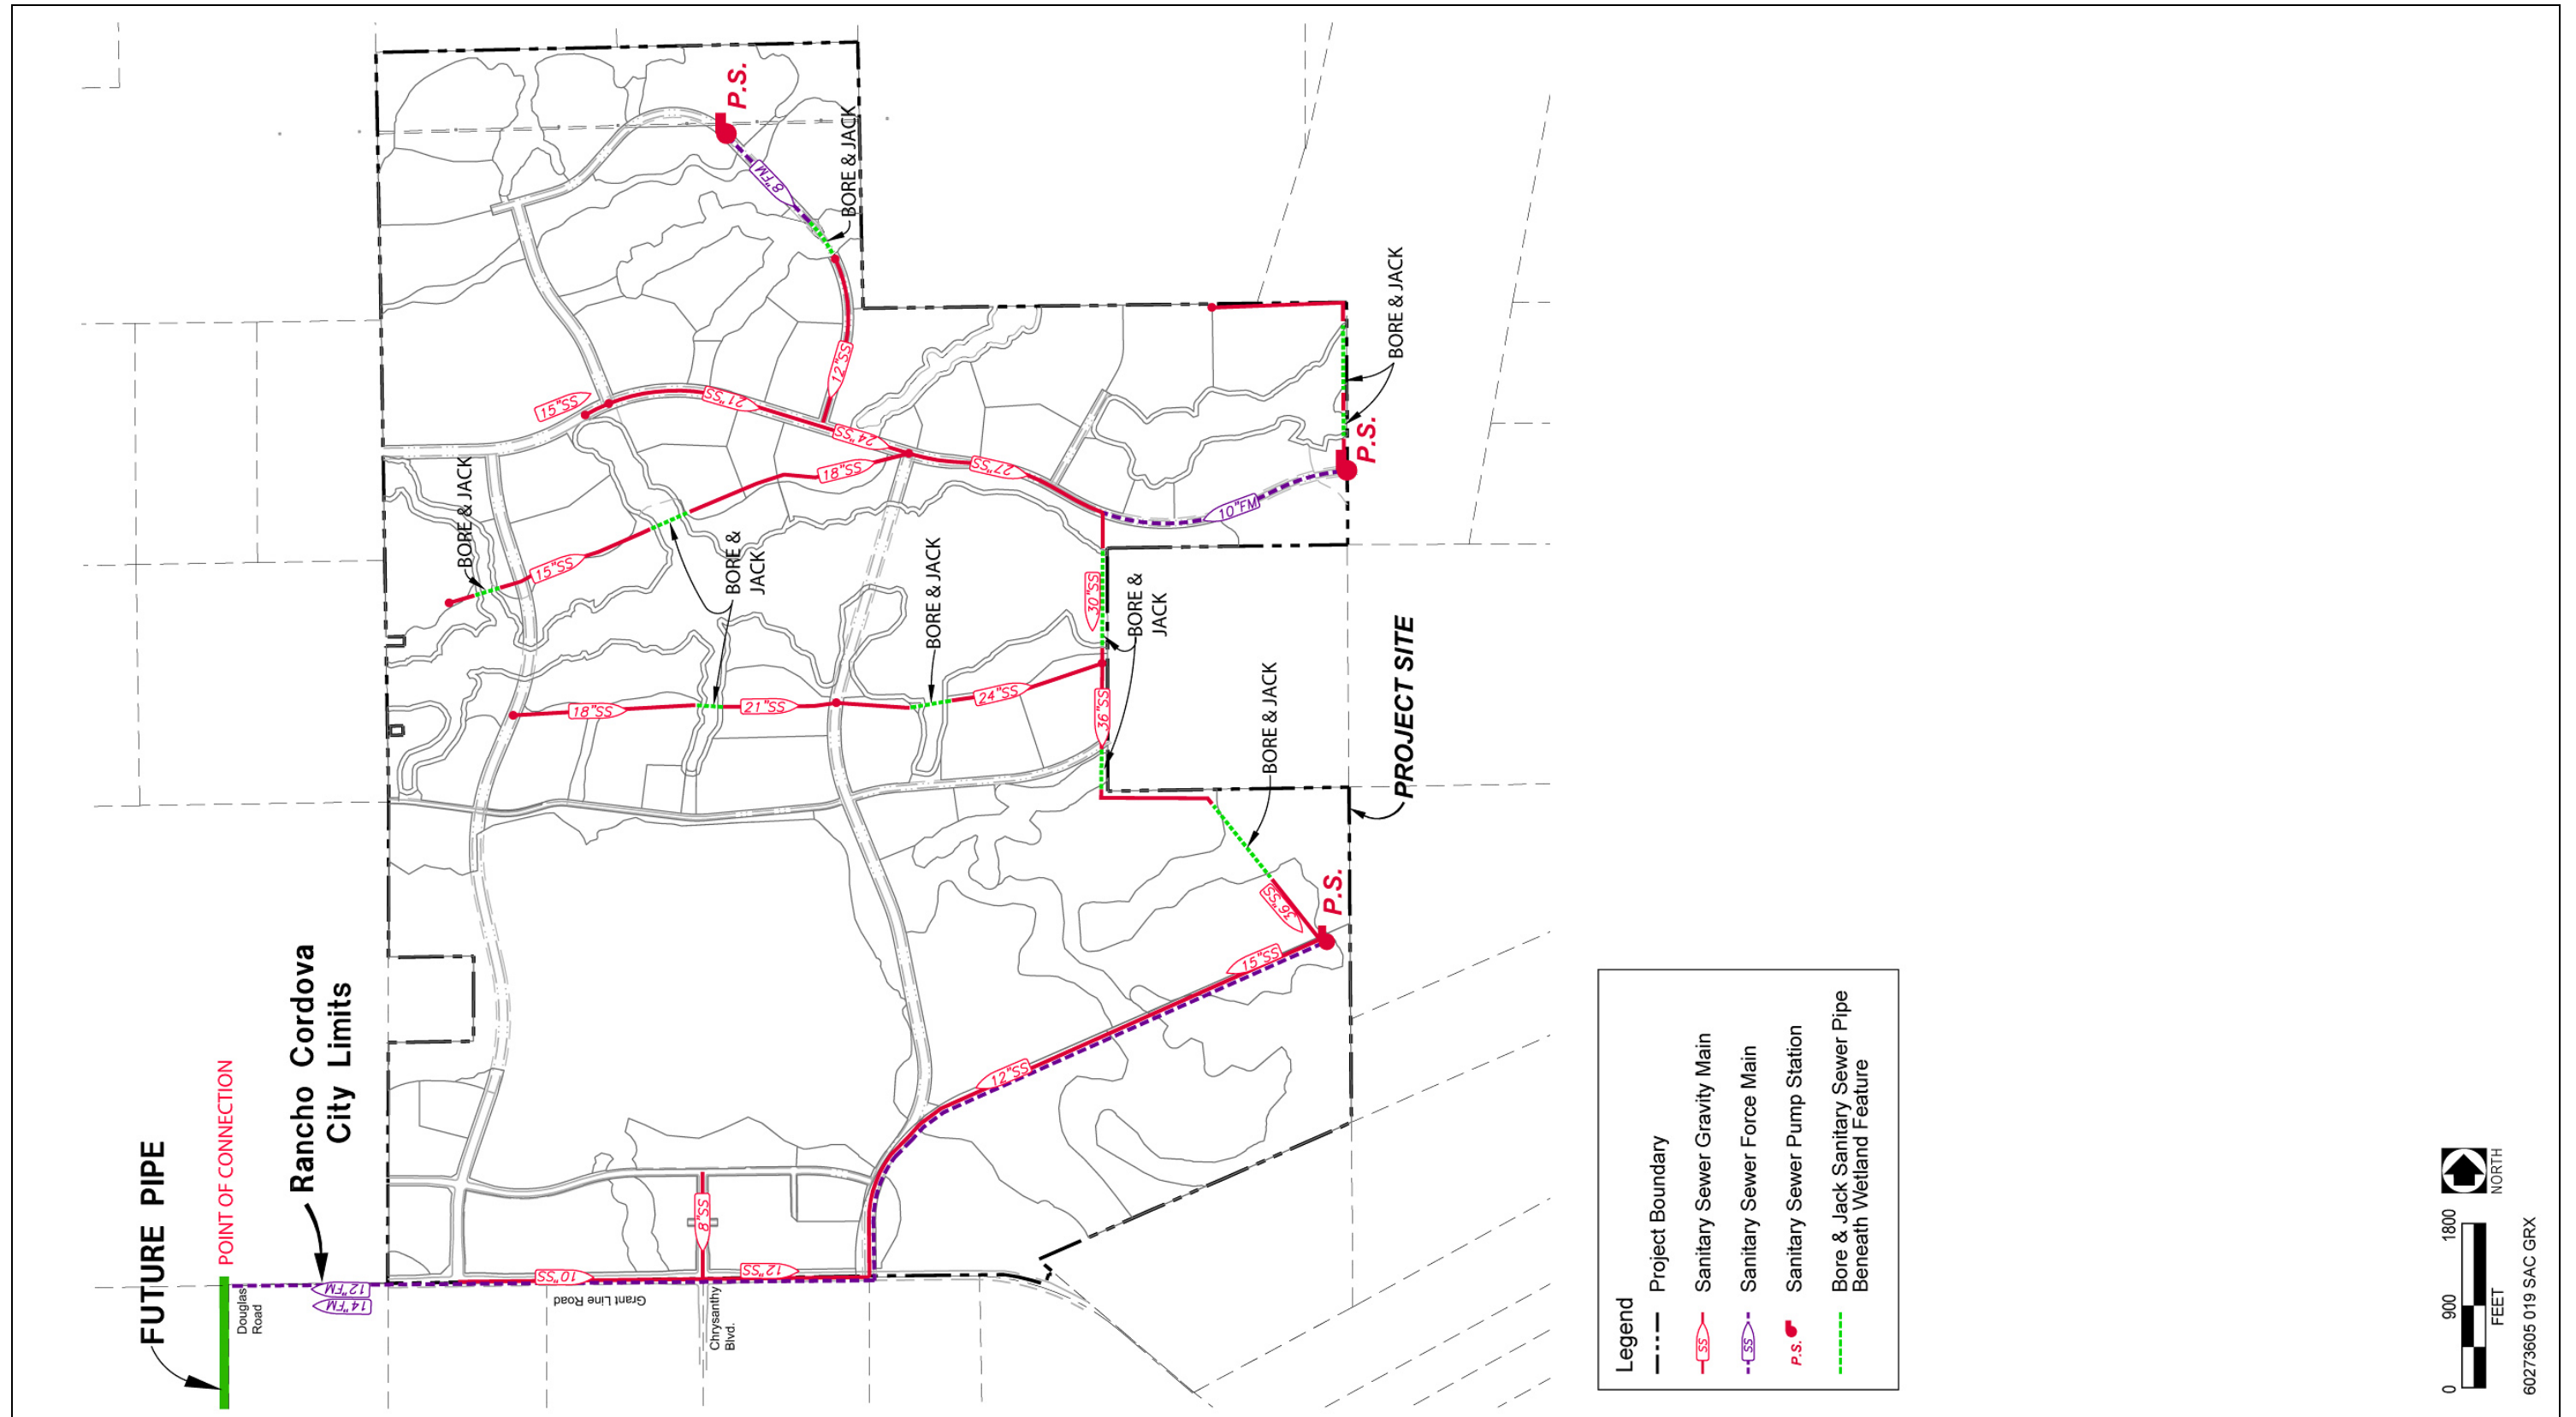 P.S.
8"FM
BORE & JACK
12"SS
15"SS
21"SS
24"SS
18"SS
27"SS
BORE & JACK
P.S.
10"FM
BORE & JACK
15"SS
BORE &
JACK
BORE & JACK
30"SS
BORE &
JACK
18"SS
21"SS
24"SS
36"SS
BORE & JACK
PROJECT SITE
36"SS
P.S.
15"SS
12"SS
8"SS
10"SS
12"SS
Grant Line Road
Chrysanthy
Blvd.
Rancho Cordova
City Limits
POINT OF CONNECTION
FUTURE PIPE
Douglas
Road
12"FM
14"FM
Legend
Project Boundary
SS
Sanitary Sewer Gravity Main
SS
Sanitary Sewer Force Main
P.S.
Sanitary Sewer Pump Station
Bore & Jack Sanitary Sewer Pipe
Beneath Wetland Feature
NORTH
0 900 1800
FEET
60273605 019 SAC GRX